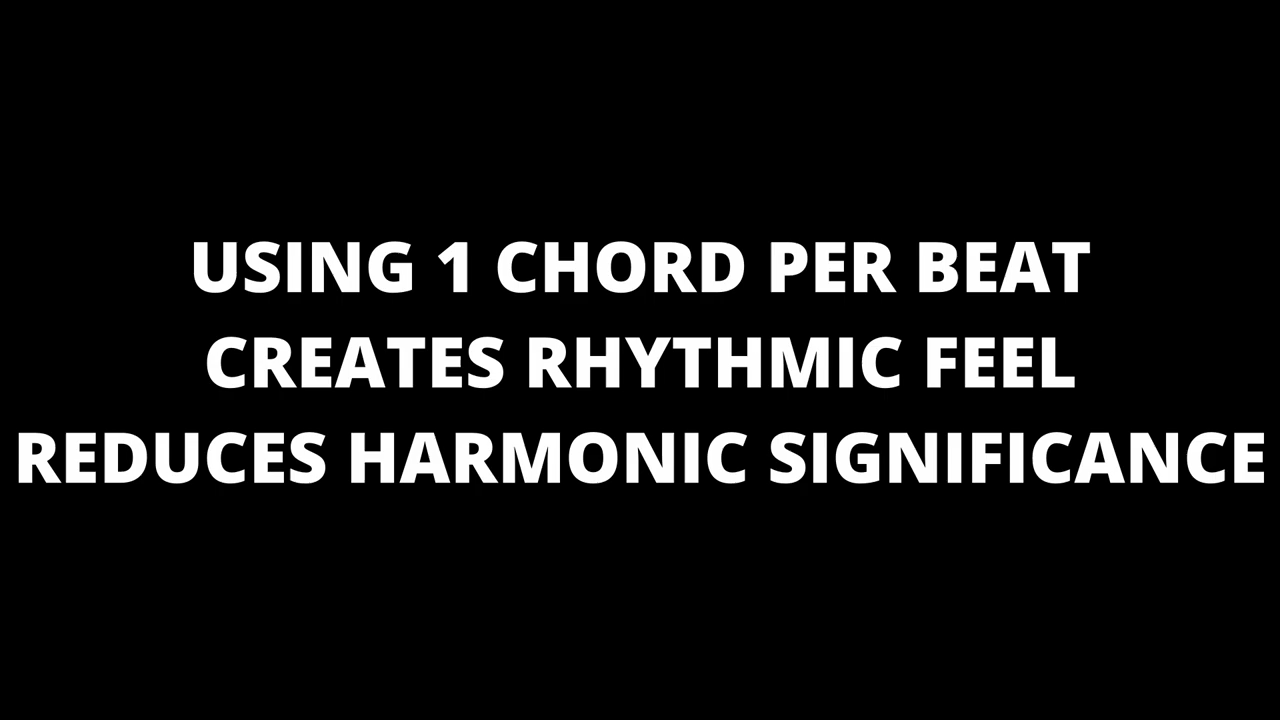 USING 1 CHORD PER BEAT
CREATES RHYTHMIC FEEL
REDUCES HARMONIC SIGNIFICANCE